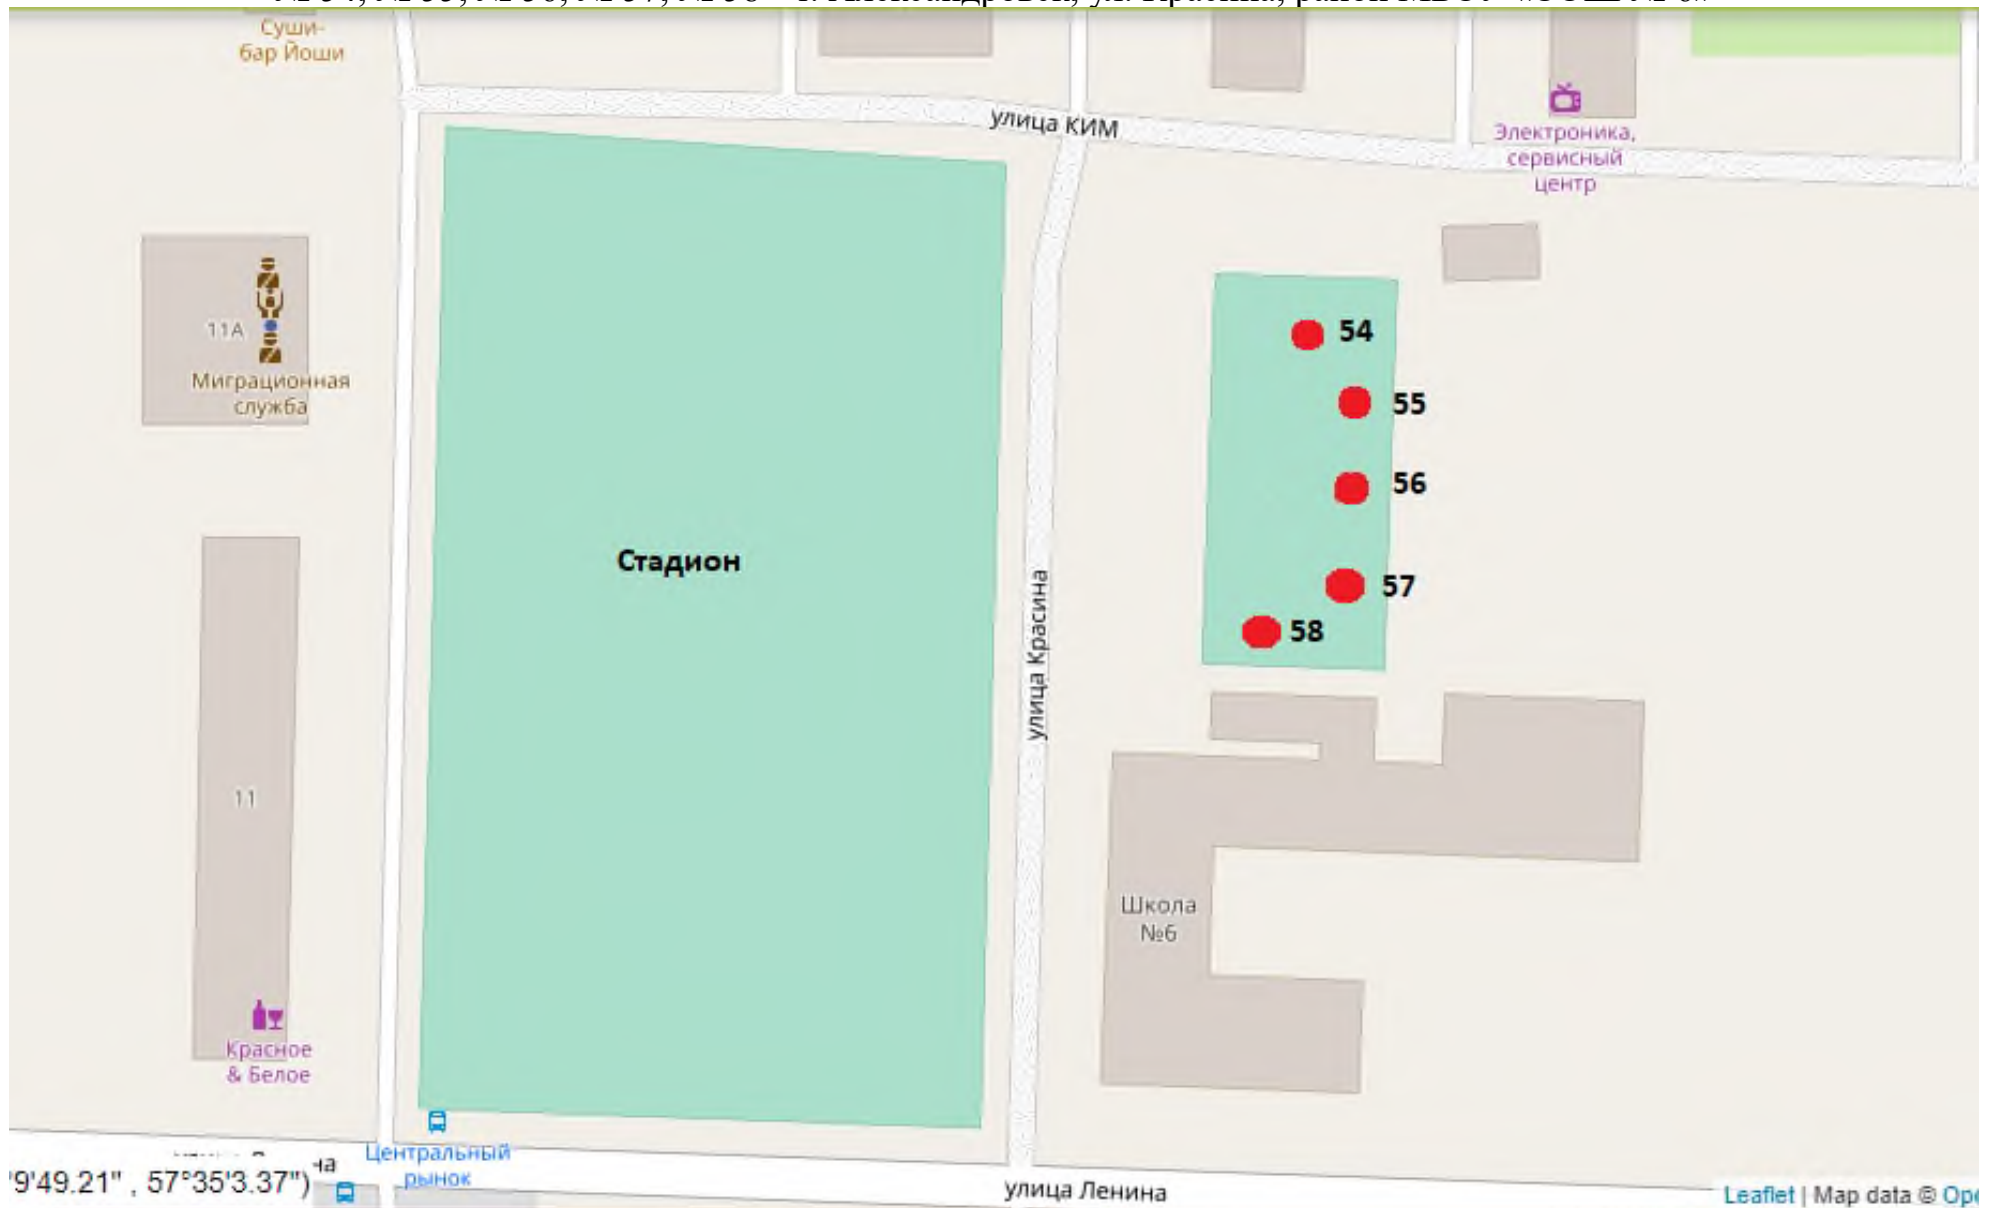 Суши-
бар Йоши
улица КИМ
Электроника,
сервисный
центр
11А
Миграционная
служба
54
55
56
57
58
Стадион
улица Красина
11
Школа
№6
Красное
& Белое
Центральный
рынок
9'49.21" , 57°35'3.37")
улица Ленина
Leaflet | Map data © Ope